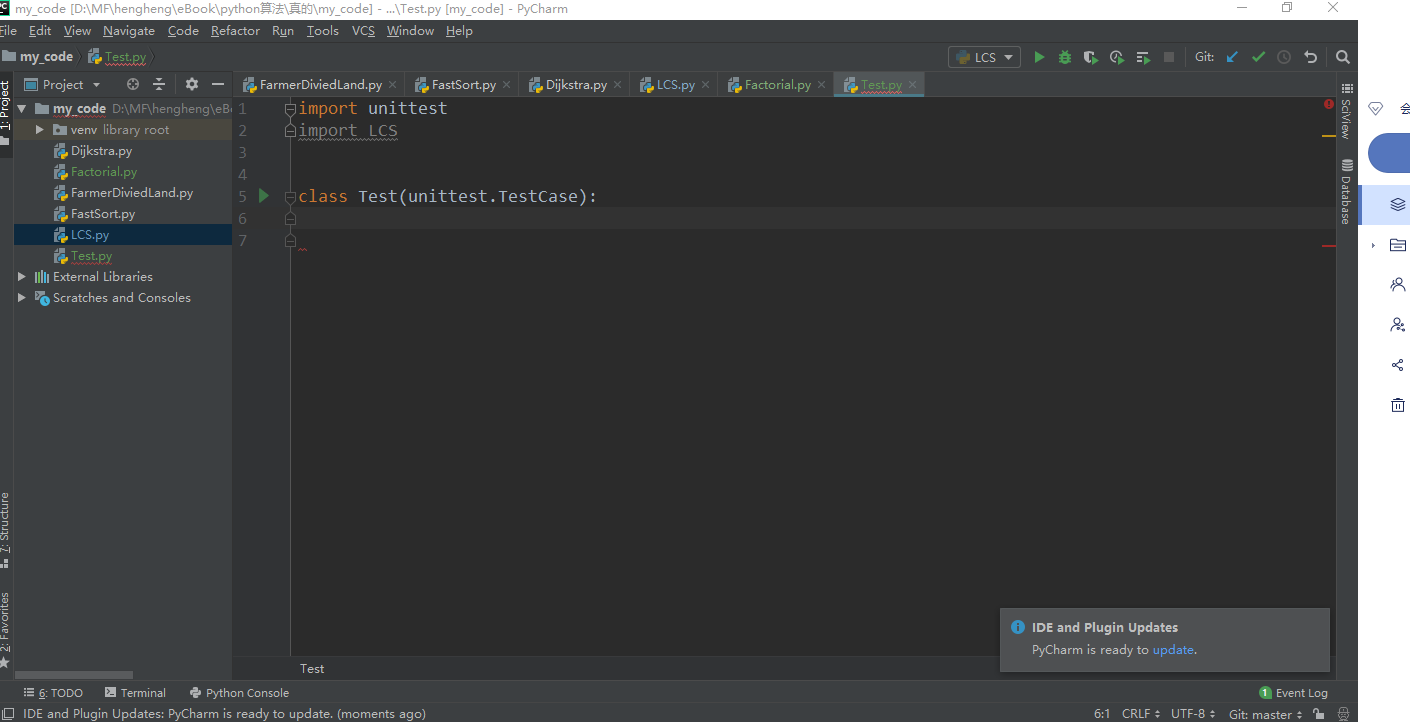 my_code [D:\MF\hengheng\eBook\python算法\真的\my_code] - ...\Test.py [my_code] - PyCharm
File Edit View Navigate Code Refactor Run Tools VCS Window Help
my_code Test.py LCS Git:
1: Project
Project
FarmerDiviedLand.py FastSort.py Dijkstra.py LCS.py Factorial.py Test.py
my_code D:\MF\hengheng\eBo
venv library root
Dijkstra.py
Factorial.py
FarmerDiviedLand.py
FastSort.py
LCS.py
Test.py
External Libraries
Scratches and Consoles
1 import unittest
2 import LCS
3
4
5 class Test(unittest.TestCase):
6
7
SciView
Database
会
7: Structure
2: Favorites
IDE and Plugin Updates
PyCharm is ready to update.
Test
6: TODO Terminal Python Console 1 Event Log
IDE and Plugin Updates: PyCharm is ready to update. (moments ago) 6:1 CRLF UTF-8 Git: master